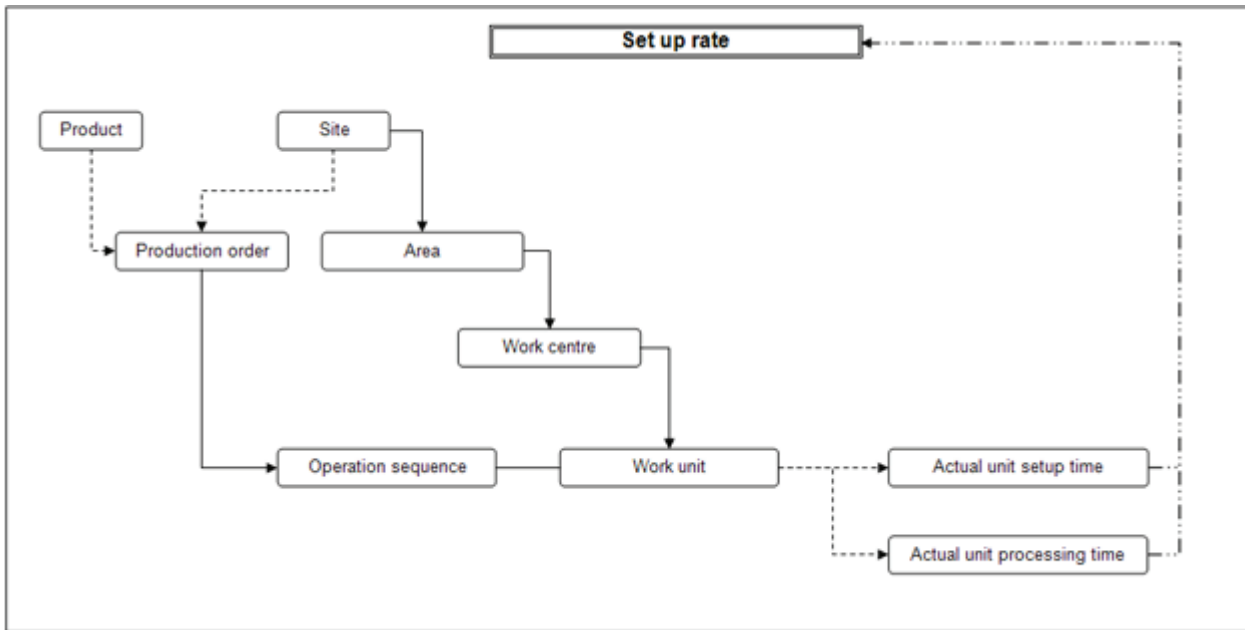 Set up rate
Product
Site
Production order
Area
Work centre
Operation sequence
Work unit
Actual unit setup time
Actual unit processing time